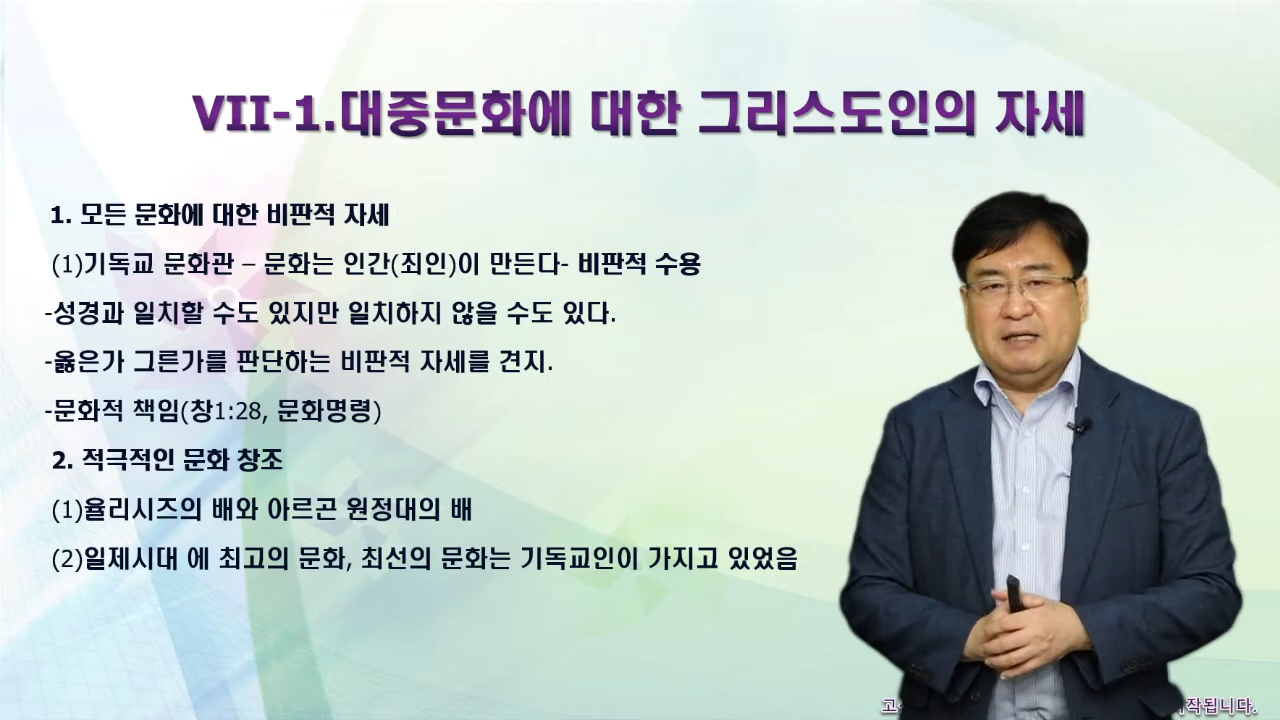 VII-1.대중문화에 대한 그리스도인의 자세
1. 모든 문화에 대한 비판적 자세
(1)기독교 문화관 – 문화는 인간(죄인)이 만든다- 비판적 수용
-성경과 일치할 수도 있지만 일치하지 않을 수도 있다.
-옳은가 그른가를 판단하는 비판적 자세를 견지.
-문화적 책임(창1:28, 문화명령)
2. 적극적인 문화 창조
(1)율리시즈의 배와 아르곤 원정대의 배
(2)일제시대 에 최고의 문화, 최선의 문화는 기독교인이 가지고 있었음